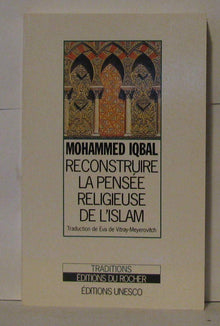 MOHAMMED IQBAL
RECONSTRUIRE
LA PENSÉE
RELIGIEUSE
DE L'ISLAM
Traduction de Eva de Vitray-Meyerovitch
TRADITIONS
ÉDITIONS DU ROCHER
ÉDITIONS UNESCO